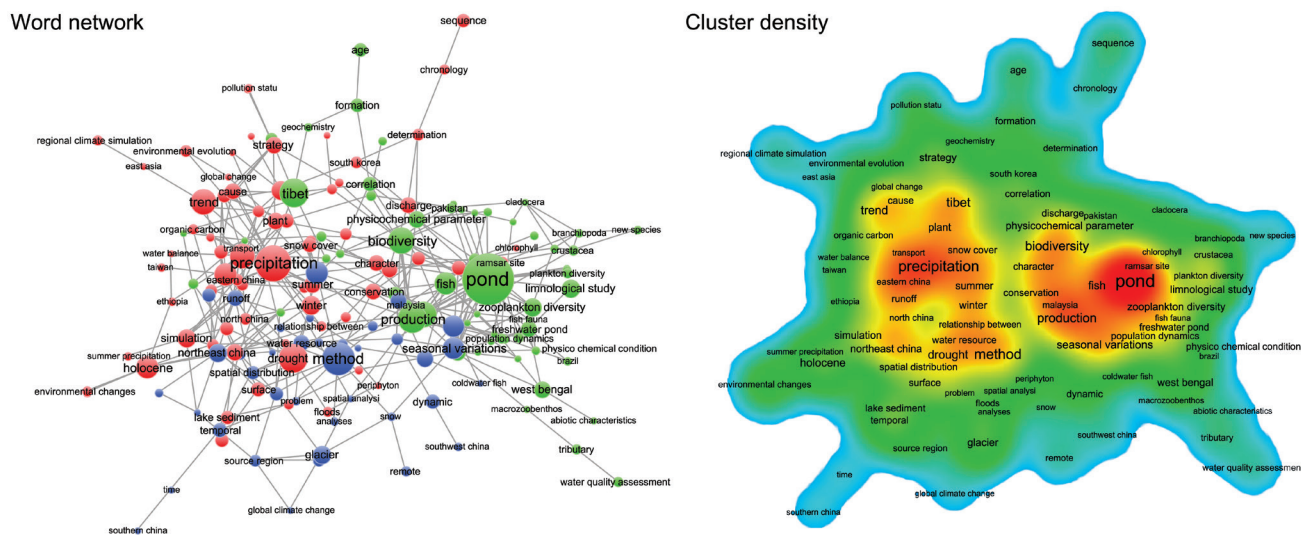 Word network
sequence
chronology
age
pollution statu
formation
geochemistry
determination
regional climate simulation
strategy
environmental evolution
south korea
east asia
global change
correlation
cause
tibet
trend
discharge
pakistan
cladocera
plant
physicochemical parameter
organic carbon
branchiopoda
new species
biodiversity
chlorophyll
crustacea
water balance
transport
snow cover
taiwan
precipitation
character
ramsar site
plankton diversity
eastern china
summer
pond
fish
limnological study
conservation
runoff
ethiopia
winter
malaysia
zooplankton diversity
north china
production
fish fauna
relationship between
freshwater pond
simulation
population dynamics
water resource
seasonal variations
physico chemical condition
northeast china
drought
method
brazil
summer precipitation
holocene
spatial distribution
coldwater fish
environmental changes
surface
periphyton
west bengal
problem
spatial analysi
dynamic
macrozoobenthos
lake sediment
floods
snow
analyses
abiotic characteristics
temporal
southwest china
tributary
source region
glacier
remote
water quality assessment
time
global climate change
southern china
Cluster density
sequence
age
chronology
pollution statu
formation
geochemistry
determination
regional climate simulation
strategy
environmental evolution
east asia
south korea
global change
correlation
cause
tibet
trend
discharge
pakistan
cladocera
plant
physicochemical parameter
organic carbon
branchiopoda
new species
biodiversity
chlorophyll
crustacea
water balance
transport
snow cover
taiwan
precipitation
character
ramsar site
plankton diversity
eastern china
summer
fish
pond
limnological study
conservation
runoff
ethiopia
winter
malaysia
zooplankton diversity
north china
production
fish fauna
relationship between
freshwater pond
simulation
population dynamics
water resource
seasonal variations
physico chemical condition
northeast china
drought
method
brazil
summer precipitation
holocene
spatial distribution
coldwater fish
environmental changes
surface
periphyton
west bengal
problem
spatial analysi
dynamic
macrozoobenthos
lake sediment
floods
snow
analyses
abiotic characteristics
temporal
southwest china
tributary
source region
glacier
remote
water quality assessment
time
global climate change
southern china